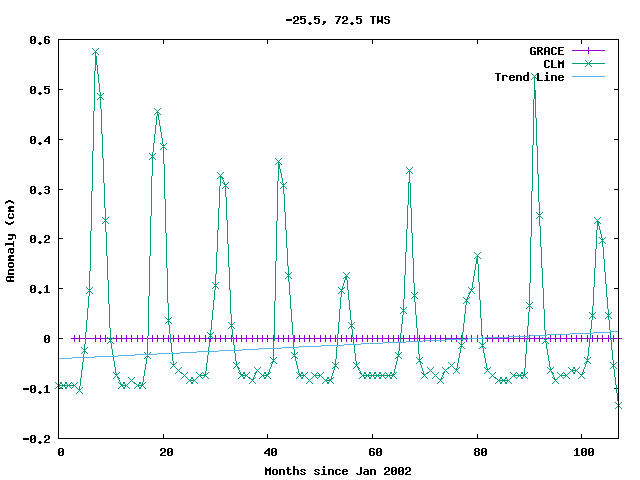 -25.5, 72.5 TWS
GRACE
CLM
Trend Line
0.6
0.5
0.4
0.3
0.2
0.1
0
-0.1
-0.2
Anomaly (cm)
0 20 40 60 80 100
Months since Jan 2002